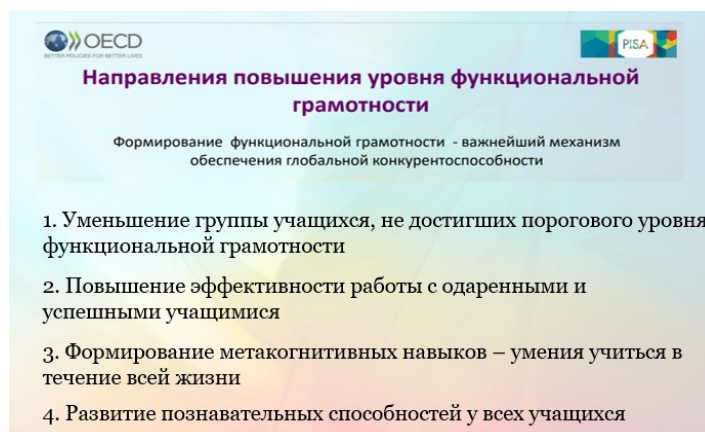 OECD
BETTER POLICIES FOR BETTER LIVES
PISA
Направления повышения уровня функциональной
грамотности
Формирование функциональной грамотности - важнейший механизм
обеспечения глобальной конкурентоспособности
1. Уменьшение группы учащихся, не достигших порогового уровня
функциональной грамотности
2. Повышение эффективности работы с одаренными и
успешными учащимися
3. Формирование метакогнитивных навыков – умения учиться в
течение всей жизни
4. Развитие познавательных способностей у всех учащихся